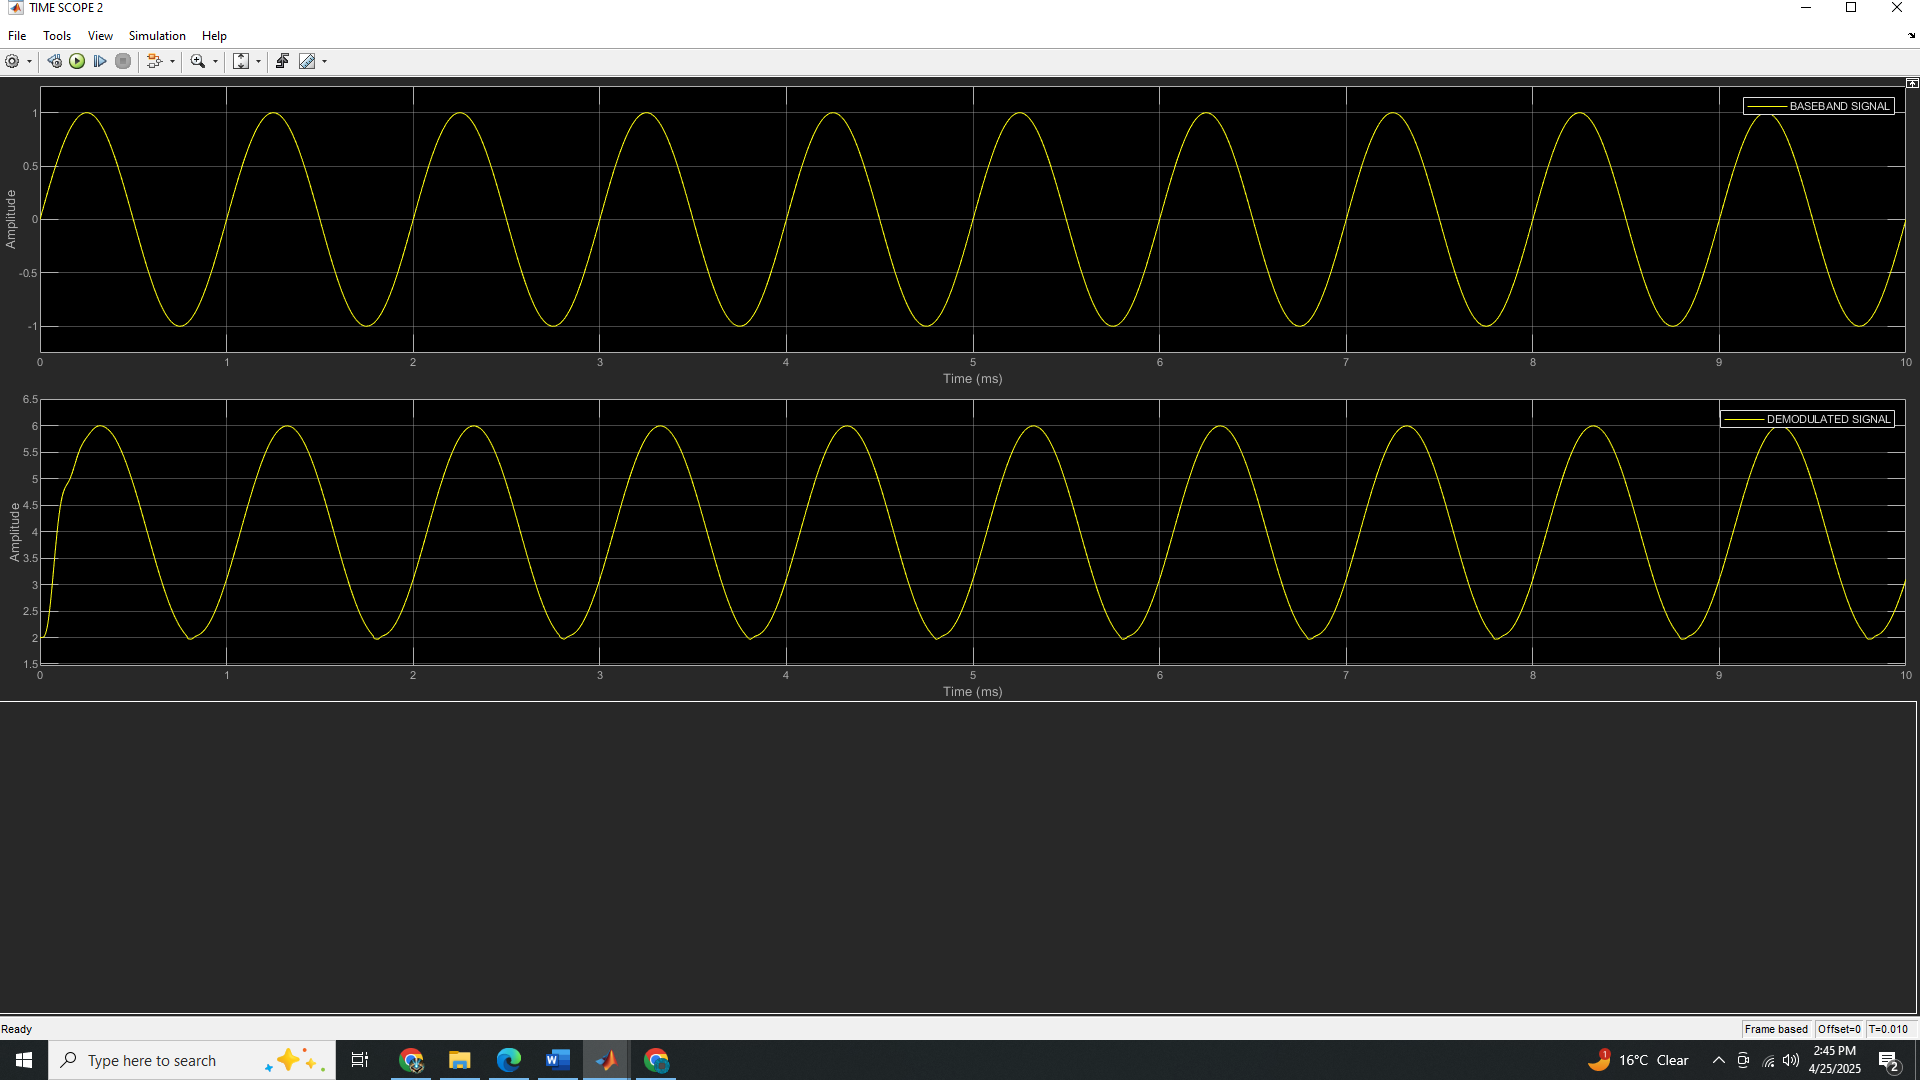 TIME SCOPE 2
File Tools View Simulation Help
BASEBAND SIGNAL
1
0.5
0
-0.5
-1
Amplitude
0 1 2 3 4 5 6 7 8 9 10
Time (ms)
DEMODULATED SIGNAL
6.5
6
5.5
5
4.5
4
3.5
3
2.5
2
1.5
Amplitude
0 1 2 3 4 5 6 7 8 9 10
Time (ms)
Ready Frame based Offset=0 T=0.010
Type here to search 1 16°C Clear 2:45 PM
4/25/2025 2